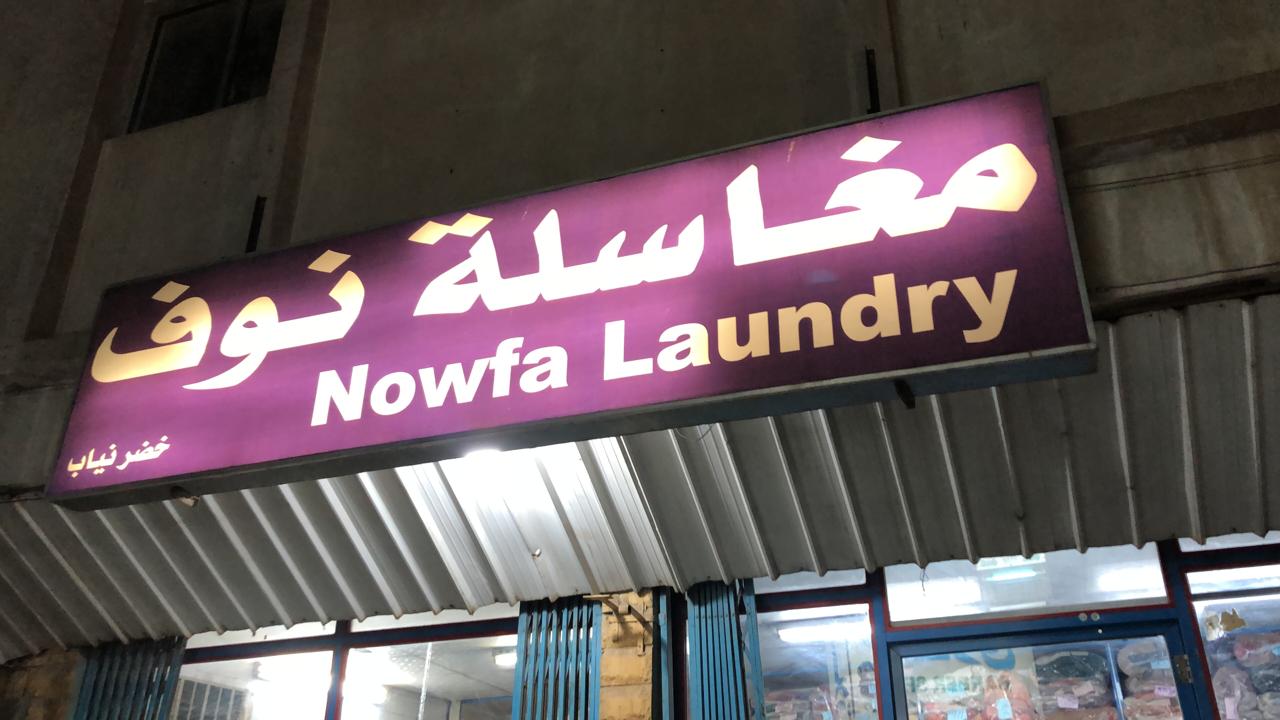 مغاسلة نوف
Nowfa Laundry
خضر نياب